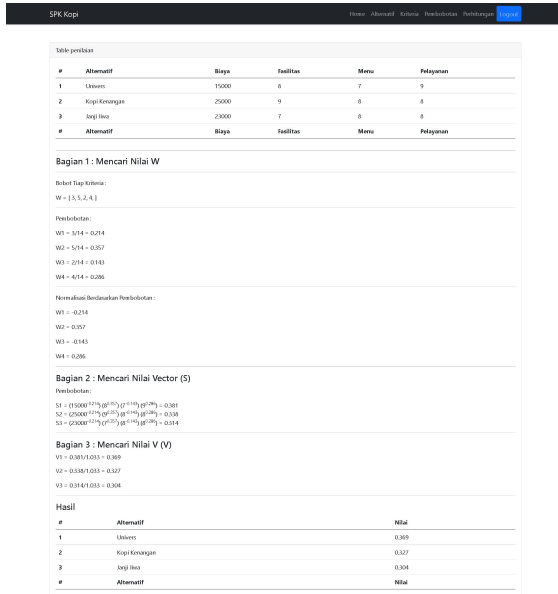 SPK Kopi Home Alternatif Kriteria Pembobotan Perhitungan Logout
Table penilaian
# Alternatif Biaya Fasilitas Menu Pelayanan
1 Univers 15000 8 7 9
2 Kopi Kenangan 25000 9 8 8
3 Janji Jiwa 23000 7 8 8
# Alternatif Biaya Fasilitas Menu Pelayanan
Bagian 1 : Mencari Nilai W
Bobot Tiap Kriteria :
W = [ 3, 5, 2, 4, ]
Pembobotan :
W1 = 3/14 = 0.214
W2 = 5/14 = 0.357
W3 = 2/14 = 0.143
W4 = 4/14 = 0.286
Normalisasi Berdasarkan Pembobotan :
W1 = -0.214
W2 = 0.357
W3 = -0.143
W4 = 0.286
Bagian 2 : Mencari Nilai Vector (S)
Pembobotan :
S1 = (15000^-0.214) (8^0.357) (7^-0.143) (9^0.286) = 0.381
S2 = (25000^-0.214) (9^0.357) (8^-0.143) (8^0.286) = 0.338
S3 = (23000^-0.214) (7^0.357) (8^-0.143) (8^0.286) = 0.314
Bagian 3 : Mencari Nilai V (V)
V1 = 0.381/1.033 = 0.369
V2 = 0.338/1.033 = 0.327
V3 = 0.314/1.033 = 0.304
Hasil
# Alternatif Nilai
1 Univers 0.369
2 Kopi Kenangan 0.327
3 Janji Jiwa 0.304
# Alternatif Nilai